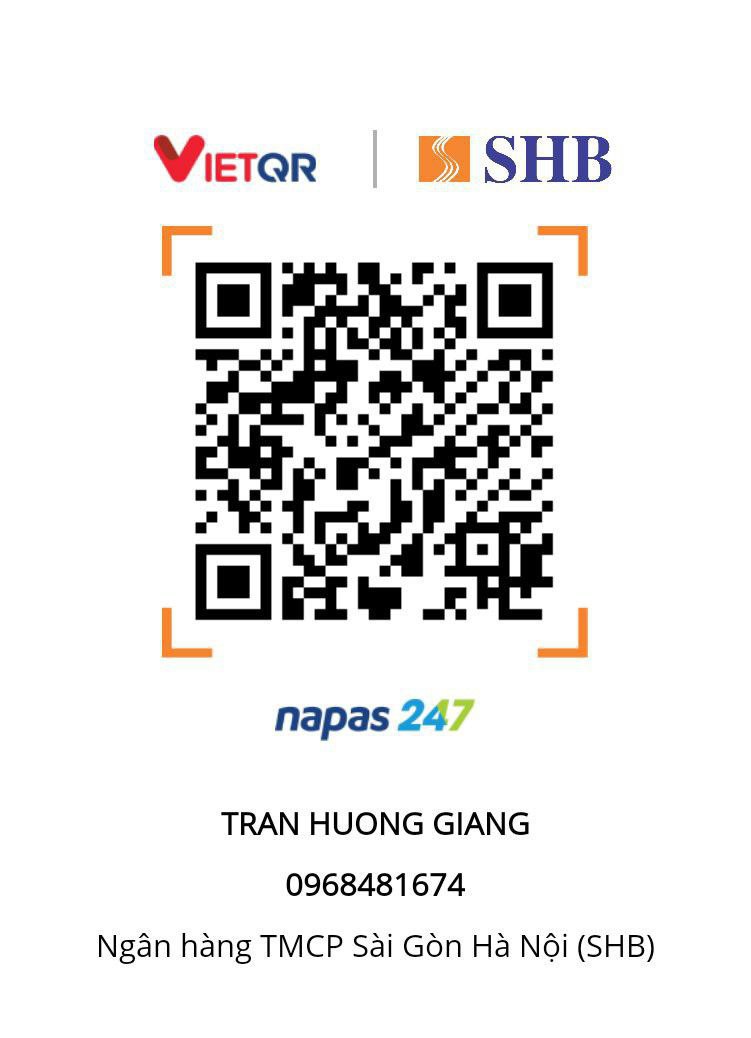 VIETQR | SHB
napas 247
TRAN HUONG GIANG
0968481674
Ngân hàng TMCP Sài Gòn Hà Nội (SHB)